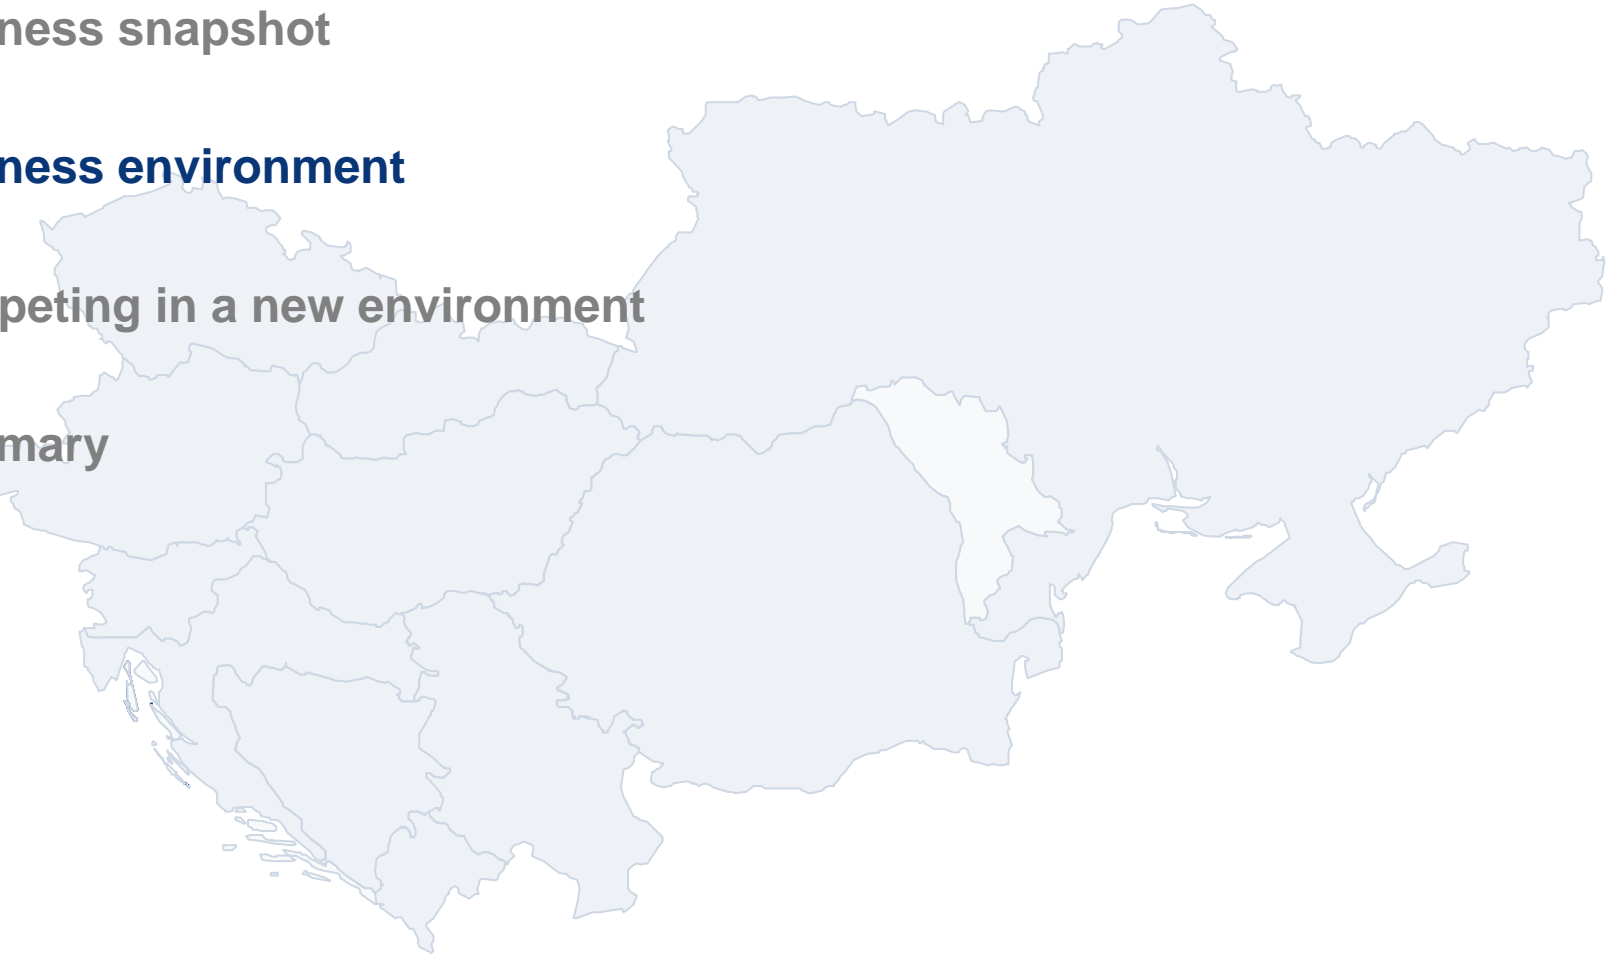 ness snapshot
ness environment
peting in a new environment
mary